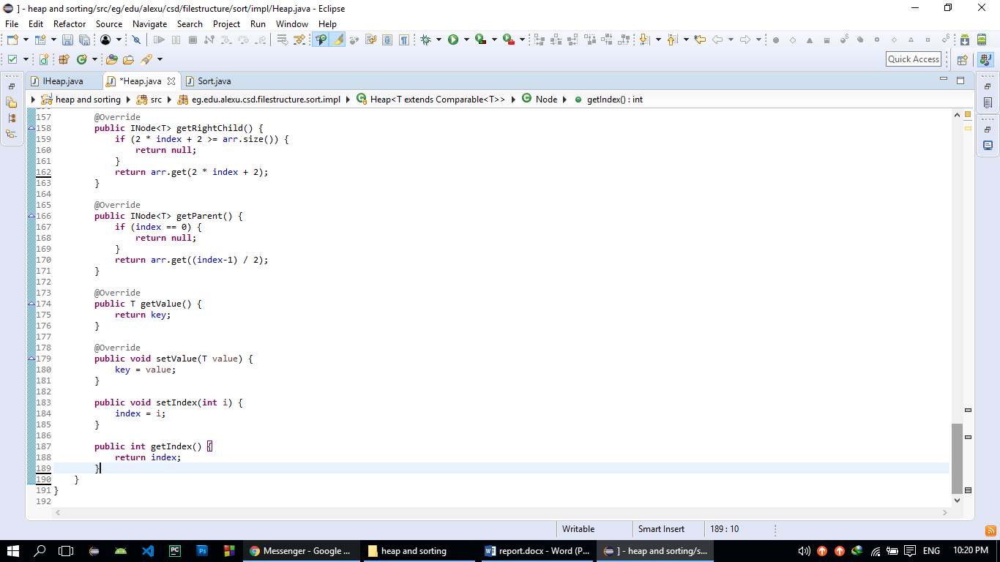 ] - heap and sorting/src/eg/edu/alexu/csd/filestructure/sort/impl/Heap.java - Eclipse
File Edit Refactor Source Navigate Search Project Run Window Help
Quick Access
IHeap.java *Heap.java Sort.java
heap and sorting src eg.edu.alexu.csd.filestructure.sort.impl Heap<T extends Comparable<T>> Node getIndex() : int
157 @Override
158 public INode<T> getRightChild() {
159 if (2 * index + 2 >= arr.size()) {
160 return null;
161 }
162 return arr.get(2 * index + 2);
163 }
164
165 @Override
166 public INode<T> getParent() {
167 if (index == 0) {
168 return null;
169 }
170 return arr.get((index-1) / 2);
171 }
172
173 @Override
174 public T getValue() {
175 return key;
176 }
177
178 @Override
179 public void setValue(T value) {
180 key = value;
181 }
182
183 public void setIndex(int i) {
184 index = i;
185 }
186
187 public int getIndex() {
188 return index;
189 }
190 }
191 }
192
Writable Smart Insert 189 : 10
Messenger - Google ... heap and sorting report.docx - Word (P... ] - heap and sorting/s... ENG 10:20 PM